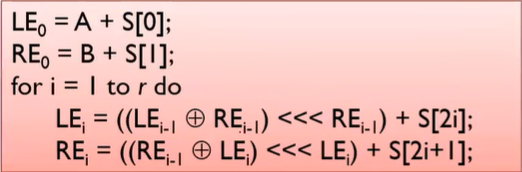 LE₀ = A + S[0];
RE₀ = B + S[1];
for i = 1 to r do
LEᵢ = ((LEᵢ₋₁ ⊕ REᵢ₋₁) <<< REᵢ₋₁) + S[2i];
REᵢ = ((REᵢ₋₁ ⊕ LEᵢ) <<< LEᵢ) + S[2i+1];